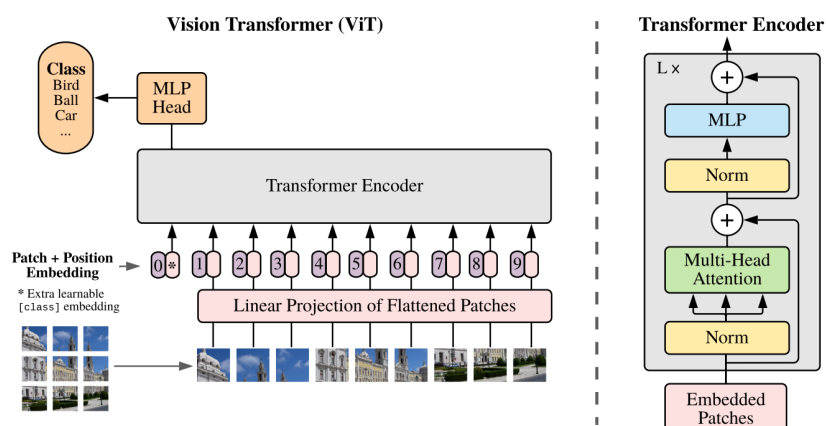 Vision Transformer (ViT)
Class
Bird
Ball
Car
...
MLP
Head
Transformer Encoder
Patch + Position
Embedding
* Extra learnable
[class] embedding
0 * 1 2 3 4 5 6 7 8 9
Linear Projection of Flattened Patches
Transformer Encoder
L ×
+
MLP
Norm
+
Multi-Head
Attention
Norm
Embedded
Patches